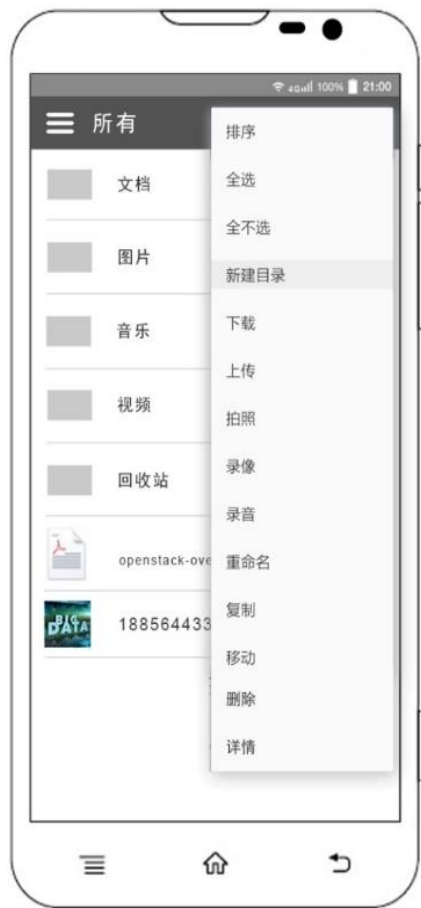 4G 100% 21:00
所有
文档
图片
音乐
视频
回收站
openstack-ove
188564433
BIG
DATA
排序
全选
全不选
新建目录
下载
上传
拍照
录像
录音
重命名
复制
移动
删除
详情